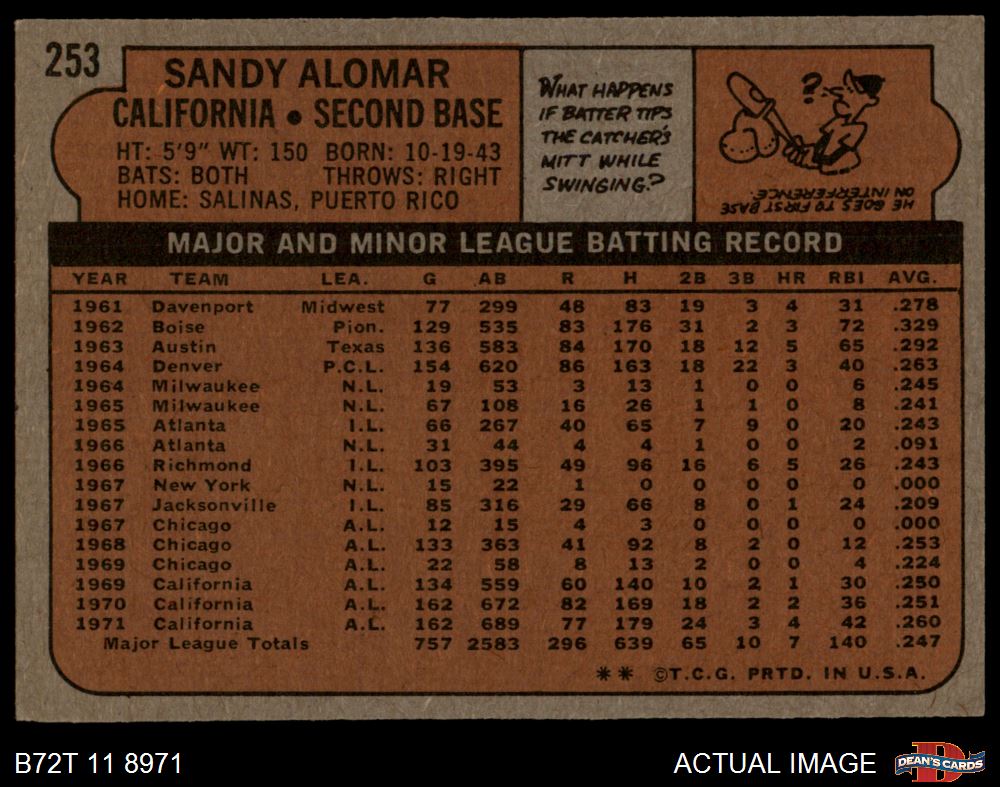 253
SANDY ALOMAR
CALIFORNIA • SECOND BASE
HT: 5'9" WT: 150 BORN: 10-19-43
BATS: BOTH THROWS: RIGHT
HOME: SALINAS, PUERTO RICO
WHAT HAPPENS
IF BATTER TIPS
THE CATCHER'S
MITT WHILE
SWINGING?
?
HE GOES TO FIRST BASE
ON INTERFERENCE.
MAJOR AND MINOR LEAGUE BATTING RECORD
YEAR TEAM LEA. G AB R H 2B 3B HR RBI AVG.
1961 Davenport Midwest 77 299 48 83 19 3 4 31 .278
1962 Boise Pion. 129 535 83 176 31 2 3 72 .329
1963 Austin Texas 136 583 84 170 18 12 5 65 .292
1964 Denver P.C.L. 154 620 86 163 18 22 3 40 .263
1964 Milwaukee N.L. 19 53 3 13 1 0 0 6 .245
1965 Milwaukee N.L. 67 108 16 26 1 1 0 8 .241
1965 Atlanta I.L. 66 267 40 65 7 9 0 20 .243
1966 Atlanta N.L. 31 44 4 4 1 0 0 2 .091
1966 Richmond I.L. 103 395 49 96 16 6 5 26 .243
1967 New York N.L. 15 22 1 0 0 0 0 0 .000
1967 Jacksonville I.L. 85 316 29 66 8 0 1 24 .209
1967 Chicago A.L. 12 15 4 3 0 0 0 0 .000
1968 Chicago A.L. 133 363 41 92 8 2 0 12 .253
1969 Chicago A.L. 22 58 8 13 2 0 0 4 .224
1969 California A.L. 134 559 60 140 10 2 1 30 .250
1970 California A.L. 162 672 82 169 18 2 2 36 .251
1971 California A.L. 162 689 77 179 24 3 4 42 .260
Major League Totals 757 2583 296 639 65 10 7 140 .247
** ©T.C.G. PRTD. IN U.S.A.
B72T 11 8971 ACTUAL IMAGE DEAN'S CARDS